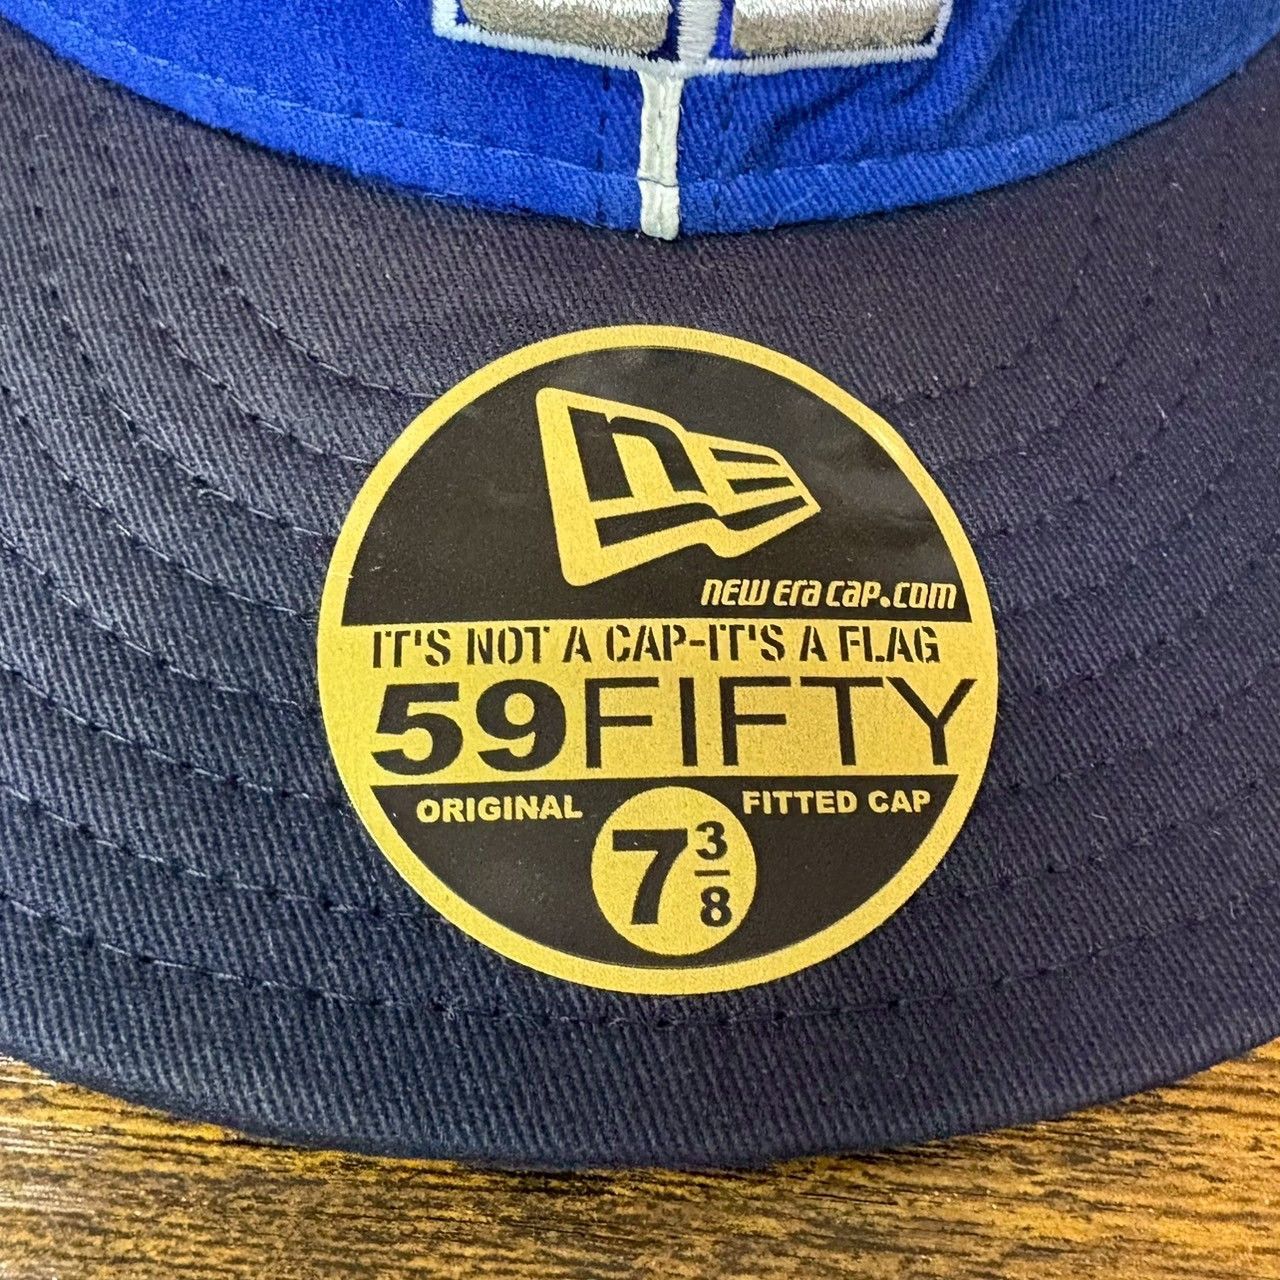 NE
NEW ERA CAP.COM
IT'S NOT A CAP-IT'S A FLAG
59FIFTY
ORIGINAL FITTED CAP
7 3/8